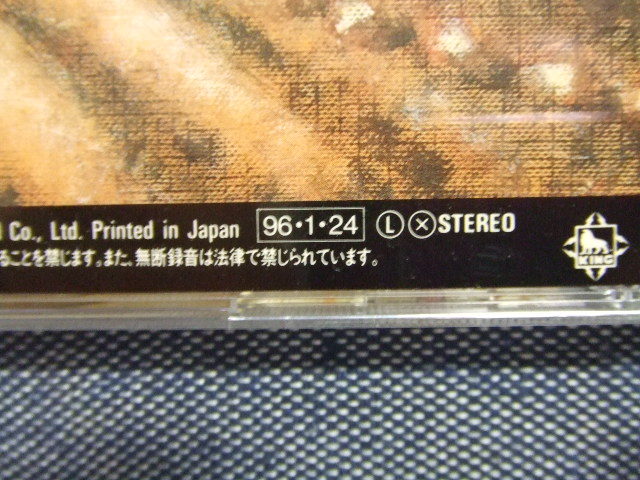 Co., Ltd. Printed in Japan 96・1・24 Ⓛ ⓧ STEREO
ることを禁じます。また、無断録音は法律で禁じられています。
KING